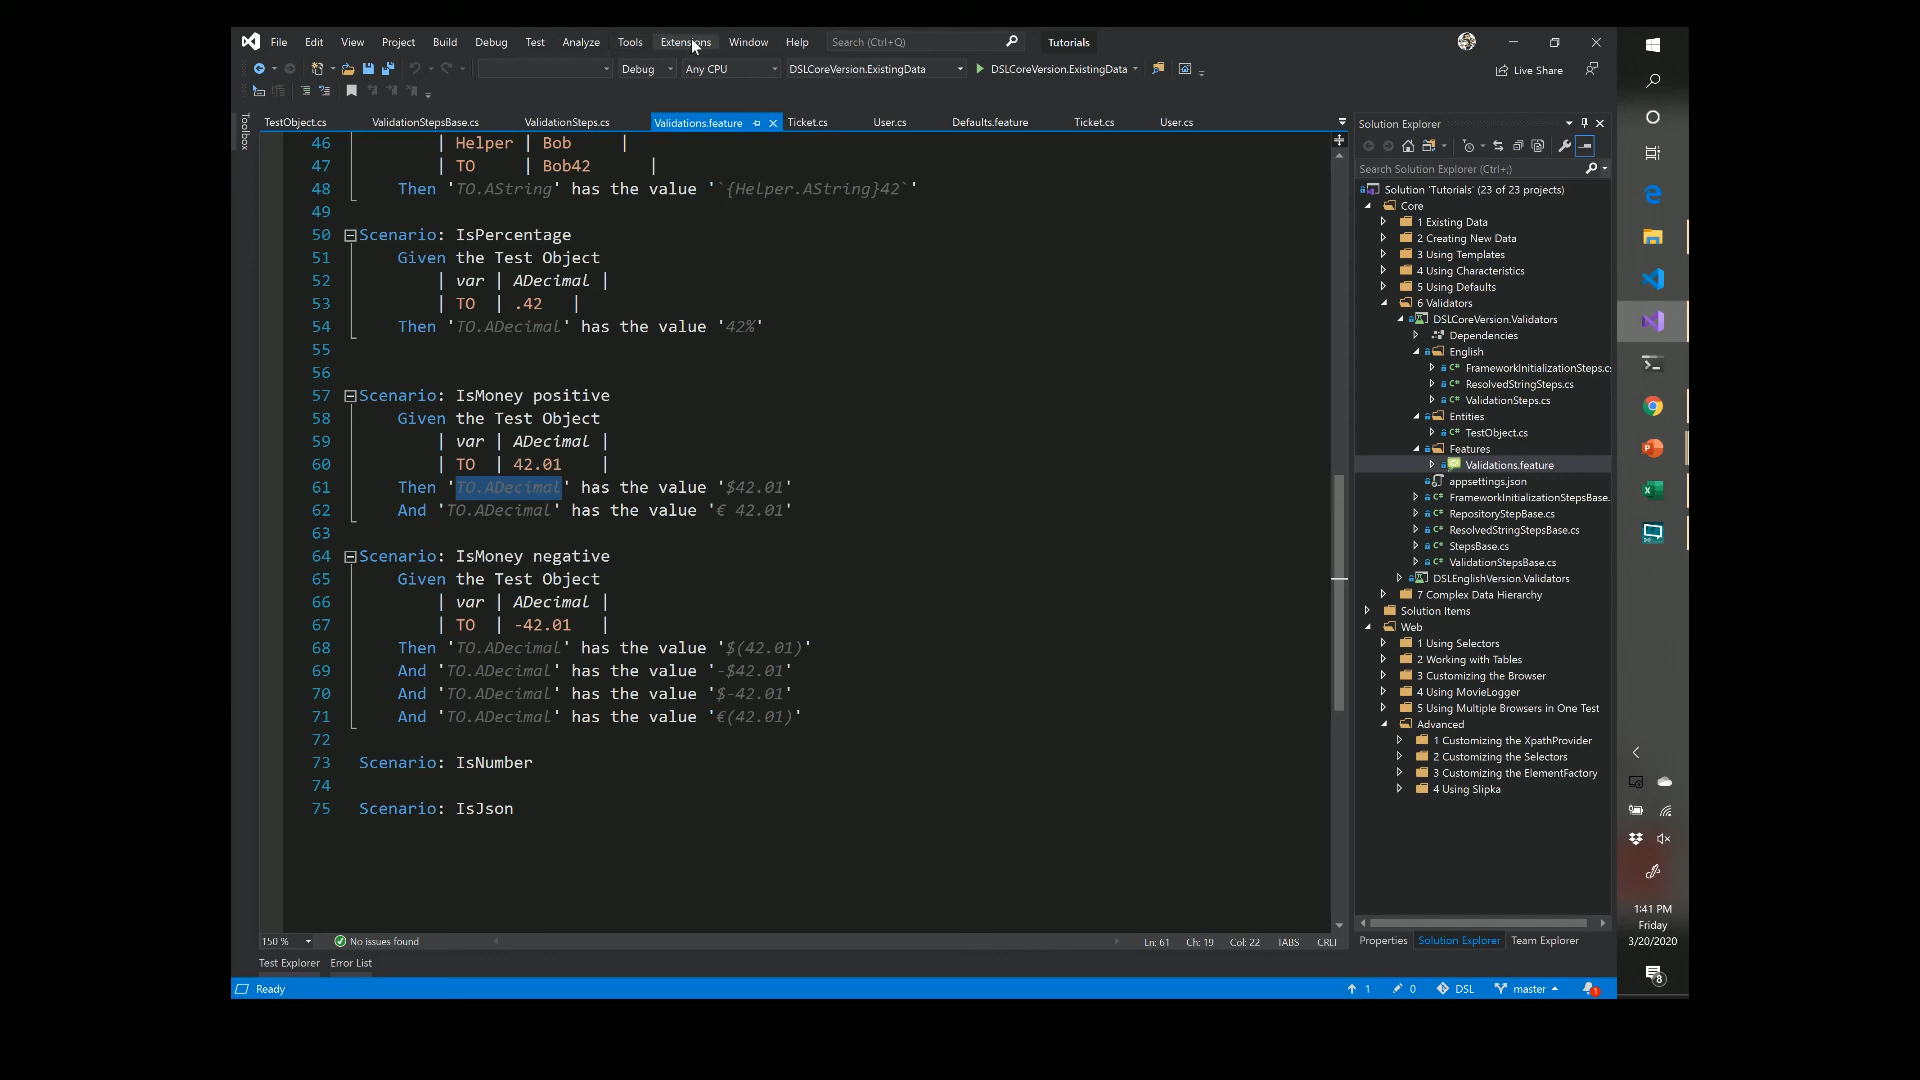 File Edit View Project Build Debug Test Analyze Tools Extensions Window Help Search (Ctrl+Q) Tutorials
Debug Any CPU DSLCoreVersion.ExistingData DSLCoreVersion.ExistingData Live Share
Toolbox
TestObject.cs ValidationStepsBase.cs ValidationSteps.cs Validations.feature Ticket.cs User.cs Defaults.feature Ticket.cs User.cs
46 | Helper | Bob |
47 | TO | Bob42 |
48 Then 'TO.AString' has the value '`{Helper.AString}42`'
49
50 Scenario: IsPercentage
51 Given the Test Object
52 | var | ADecimal |
53 | TO | .42 |
54 Then 'TO.ADecimal' has the value '42%'
55
56
57 Scenario: IsMoney positive
58 Given the Test Object
59 | var | ADecimal |
60 | TO | 42.01 |
61 Then 'TO.ADecimal' has the value '$42.01'
62 And 'TO.ADecimal' has the value '€ 42.01'
63
64 Scenario: IsMoney negative
65 Given the Test Object
66 | var | ADecimal |
67 | TO | -42.01 |
68 Then 'TO.ADecimal' has the value '$(42.01)'
69 And 'TO.ADecimal' has the value '-$42.01'
70 And 'TO.ADecimal' has the value '$-42.01'
71 And 'TO.ADecimal' has the value '€(42.01)'
72
73 Scenario: IsNumber
74
75 Scenario: IsJson
150 % No issues found Ln: 61 Ch: 19 Col: 22 TABS CRLF
Test Explorer Error List
Ready 1 0 DSL master 1
Solution Explorer
Search Solution Explorer (Ctrl+;)
Solution 'Tutorials' (23 of 23 projects)
Core
1 Existing Data
2 Creating New Data
3 Using Templates
4 Using Characteristics
5 Using Defaults
6 Validators
DSLCoreVersion.Validators
Dependencies
English
C# FrameworkInitializationSteps.cs
C# ResolvedStringSteps.cs
C# ValidationSteps.cs
Entities
C# TestObject.cs
Features
Validations.feature
appsettings.json
C# FrameworkInitializationStepsBase.
C# RepositoryStepBase.cs
C# ResolvedStringStepsBase.cs
C# StepsBase.cs
C# ValidationStepsBase.cs
DSLEnglishVersion.Validators
7 Complex Data Hierarchy
Solution Items
Web
1 Using Selectors
2 Working with Tables
3 Customizing the Browser
4 Using MovieLogger
5 Using Multiple Browsers in One Test
Advanced
1 Customizing the XpathProvider
2 Customizing the Selectors
3 Customizing the ElementFactory
4 Using Slipka
Properties Solution Explorer Team Explorer
1:41 PM
Friday
3/20/2020
8